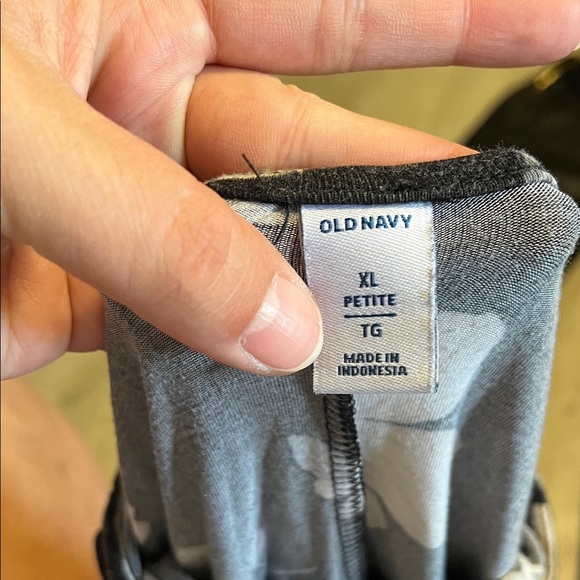 OLD NAVY
XL
PETITE
TG
MADE IN
INDONESIA